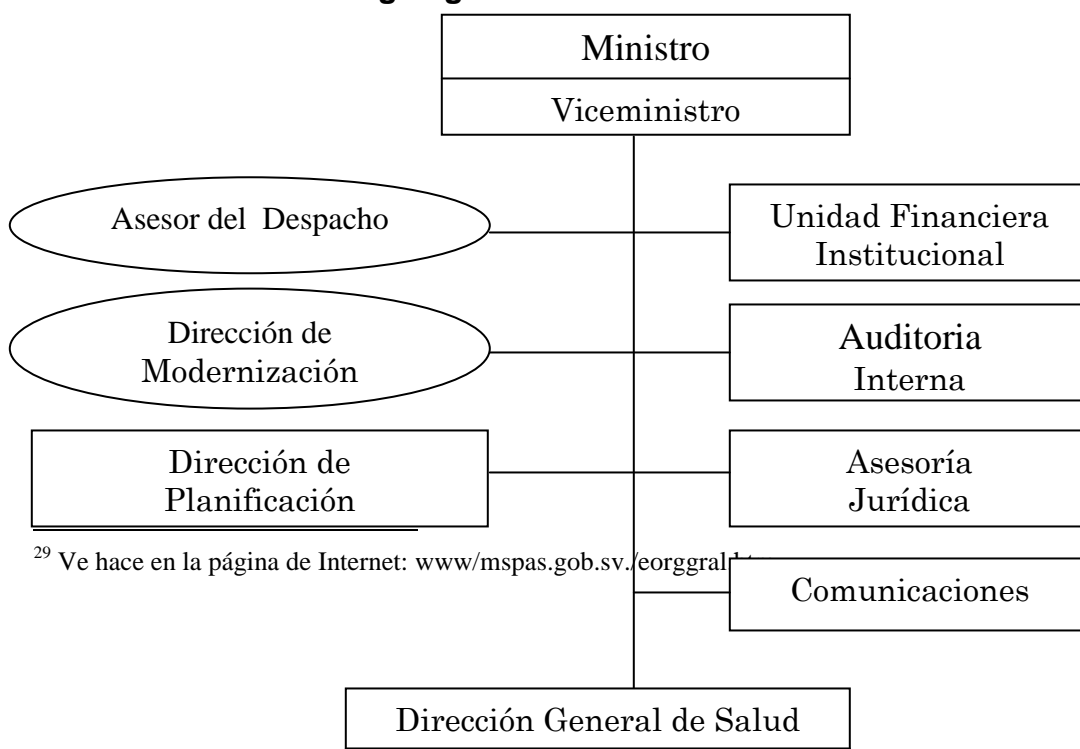 Ministro
Viceministro
Asesor del Despacho
Unidad Financiera
Institucional
Dirección de
Modernización
Auditoria
Interna
Dirección de
Planificación
Asesoría
Jurídica
29 Ve hace en la página de Internet: www/mspas.gob.sv./eorggral
Comunicaciones
Dirección General de Salud